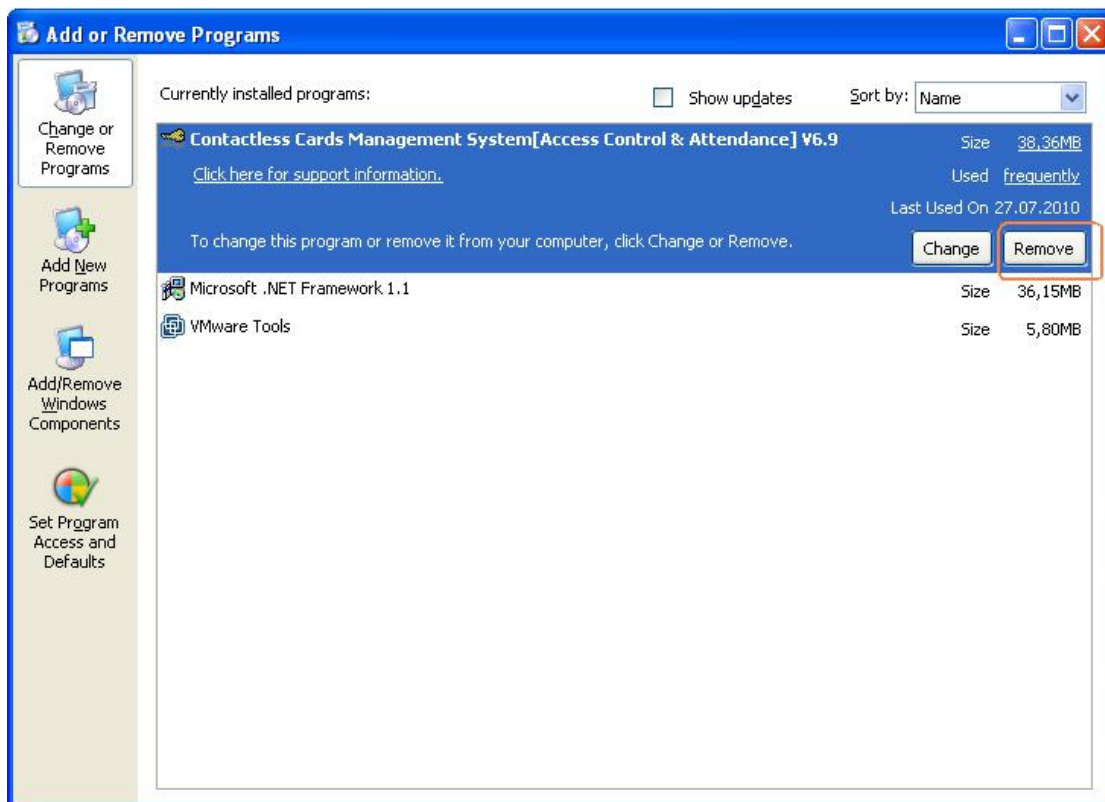 Add or Remove Programs
Change or
Remove
Programs
Add New
Programs
Add/Remove
Windows
Components
Set Program
Access and
Defaults
Currently installed programs:
Show updates
Sort by: Name
Contactless Cards Management System[Access Control & Attendance] V6.9
Size 38,36MB
Click here for support information.
Used frequently
Last Used On 27.07.2010
To change this program or remove it from your computer, click Change or Remove.
Change
Remove
Microsoft .NET Framework 1.1
Size 36,15MB
VMware Tools
Size 5,80MB